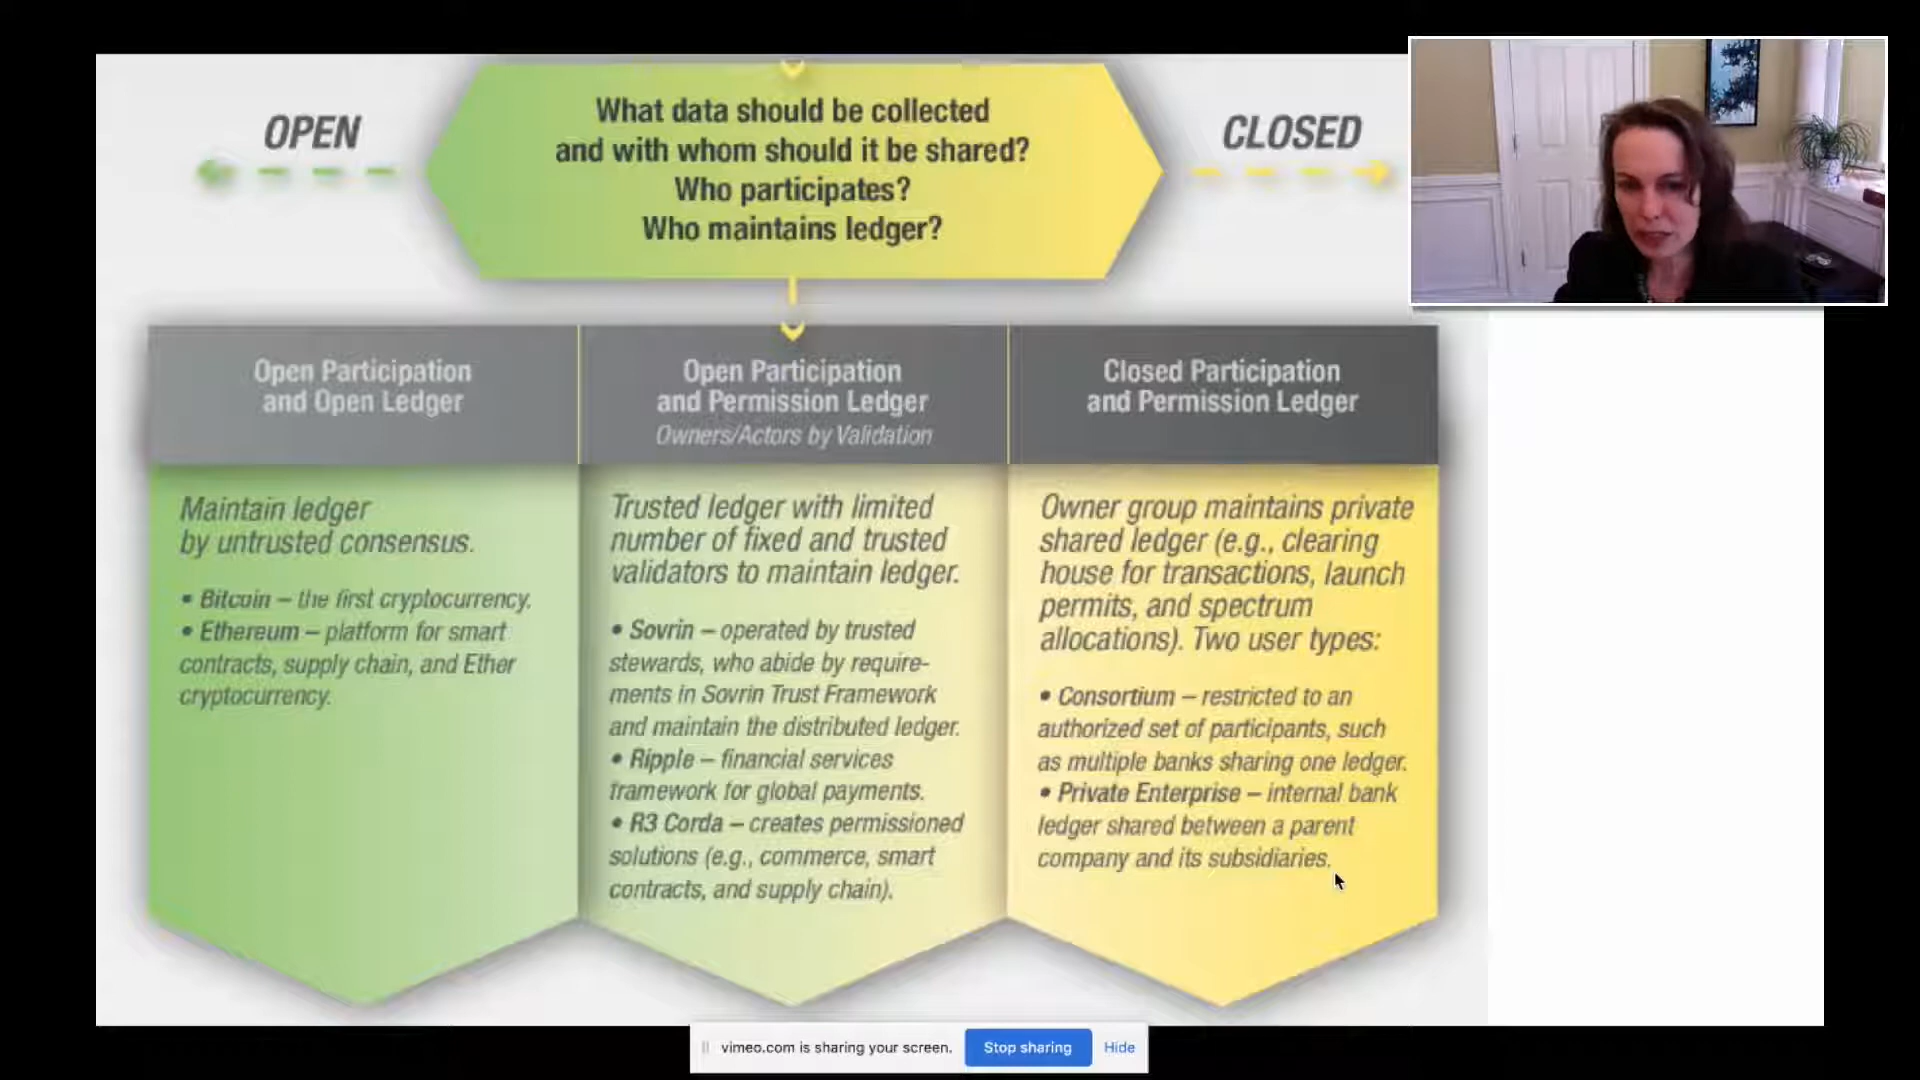 OPEN
What data should be collected
and with whom should it be shared?
Who participates?
Who maintains ledger?
CLOSED
Open Participation
and Open Ledger
Maintain ledger
by untrusted consensus.
• Bitcoin – the first cryptocurrency.
• Ethereum – platform for smart
contracts, supply chain, and Ether
cryptocurrency.
Open Participation
and Permission Ledger
Owners/Actors by Validation
Trusted ledger with limited
number of fixed and trusted
validators to maintain ledger.
• Sovrin – operated by trusted
stewards, who abide by require-
ments in Sovrin Trust Framework
and maintain the distributed ledger.
• Ripple – financial services
framework for global payments.
• R3 Corda – creates permissioned
solutions (e.g., commerce, smart
contracts, and supply chain).
Closed Participation
and Permission Ledger
Owner group maintains private
shared ledger (e.g., clearing
house for transactions, launch
permits, and spectrum
allocations). Two user types:
• Consortium – restricted to an
authorized set of participants, such
as multiple banks sharing one ledger.
• Private Enterprise – internal bank
ledger shared between a parent
company and its subsidiaries.
vimeo.com is sharing your screen.
Stop sharing
Hide